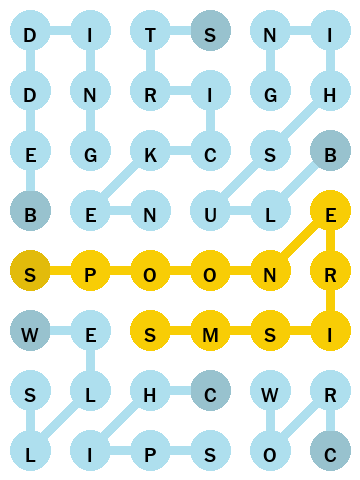 D I T S N I
D N R I G H
E G K C S B
B E N U L E
S P O O N R
W E S M S I
S L H C W R
L I P S O C